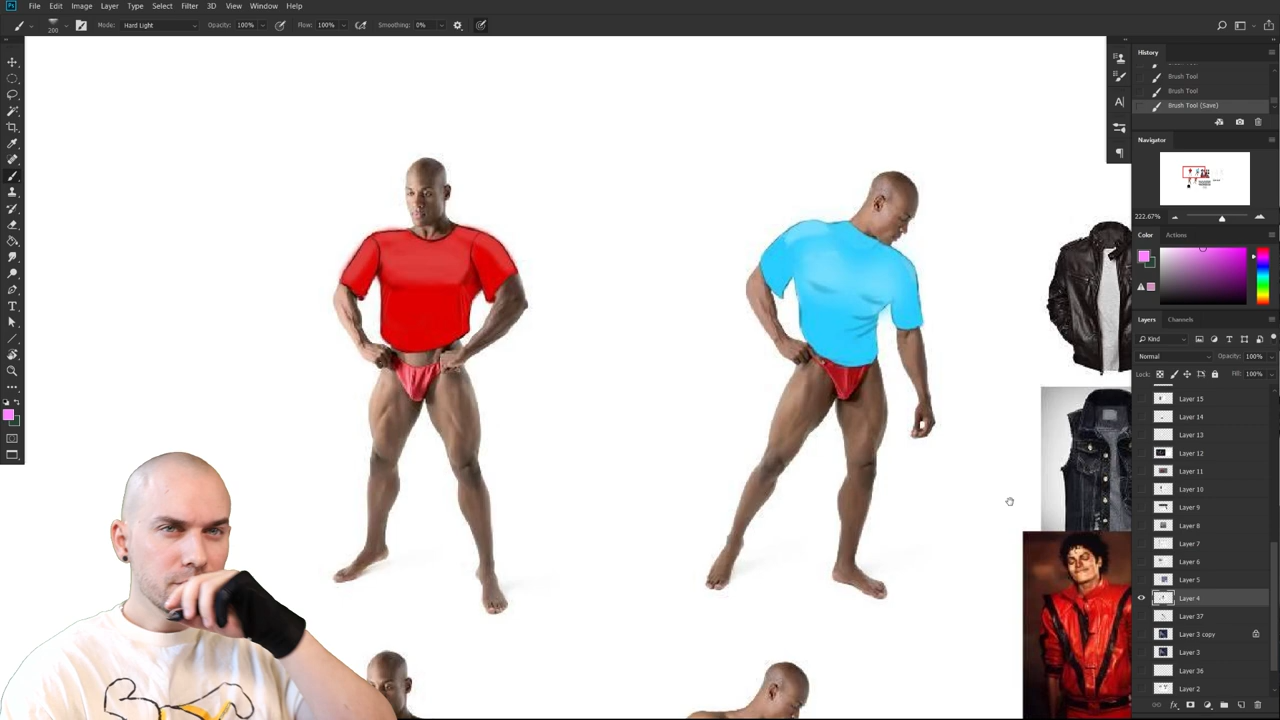 Ps File Edit Image Layer Type Select Filter 3D View Window Help
200 Mode: Hard Light Opacity: 100% Flow: 100% Smoothing: 0%
History
Brush Tool
Brush Tool
Brush Tool (Save)
Navigator
222.67%
Color Actions
Layers Channels
Kind
Normal Opacity: 100%
Lock: Fill: 100%
Layer 15
Layer 14
Layer 13
Layer 12
Layer 11
Layer 10
Layer 9
Layer 8
Layer 7
Layer 6
Layer 5
Layer 4
Layer 37
Layer 3 copy
Layer 3
Layer 36
Layer 2